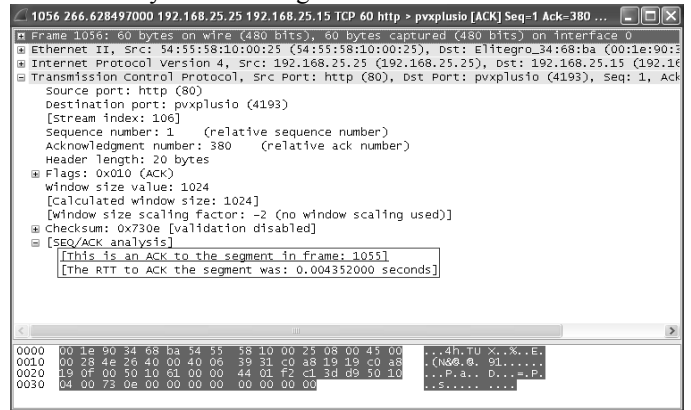 1056 266.628497000 192.168.25.25 192.168.25.15 TCP 60 http > pvxplusio [ACK] Seq=1 Ack=380 ...
Frame 1056: 60 bytes on wire (480 bits), 60 bytes captured (480 bits) on interface 0
Ethernet II, Src: 54:55:58:10:00:25 (54:55:58:10:00:25), Dst: Elitegro_34:68:ba (00:1e:90:3
Internet Protocol Version 4, Src: 192.168.25.25 (192.168.25.25), Dst: 192.168.25.15 (192.16
Transmission Control Protocol, Src Port: http (80), Dst Port: pvxplusio (4193), Seq: 1, Ack
Source port: http (80)
Destination port: pvxplusio (4193)
[Stream index: 106]
Sequence number: 1 (relative sequence number)
Acknowledgment number: 380 (relative ack number)
Header length: 20 bytes
Flags: 0x010 (ACK)
Window size value: 1024
[Calculated window size: 1024]
[Window size scaling factor: -2 (no window scaling used)]
Checksum: 0x730e [validation disabled]
[SEQ/ACK analysis]
[This is an ACK to the segment in frame: 1055]
[The RTT to ACK the segment was: 0.004352000 seconds]
0000 00 1e 90 34 68 ba 54 55 58 10 00 25 08 00 45 00 ...4h.TU X..%..E.
0010 00 28 4e 26 40 00 40 06 39 31 c0 a8 19 19 c0 a8 .(N&@.@. 91......
0020 19 0f 00 50 10 61 00 00 44 01 f2 c1 3d d9 50 10 ...P.a.. D...=.P.
0030 04 00 73 0e 00 00 00 00 00 00 00 00 ..s..... ....